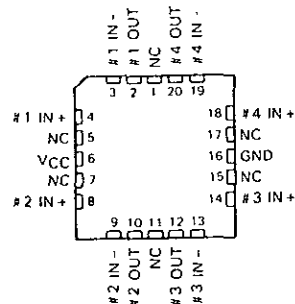 #1 IN -
#1 OUT
NC
#4 OUT
#4 IN -
3 2 1 20 19
#1 IN + 4
NC 5
VCC 6
NC 7
#2 IN + 8
18 #4 IN +
17 NC
16 GND
15 NC
14 #3 IN +
9 10 11 12 13
#2 IN -
#2 OUT
NC
#3 OUT
#3 IN -